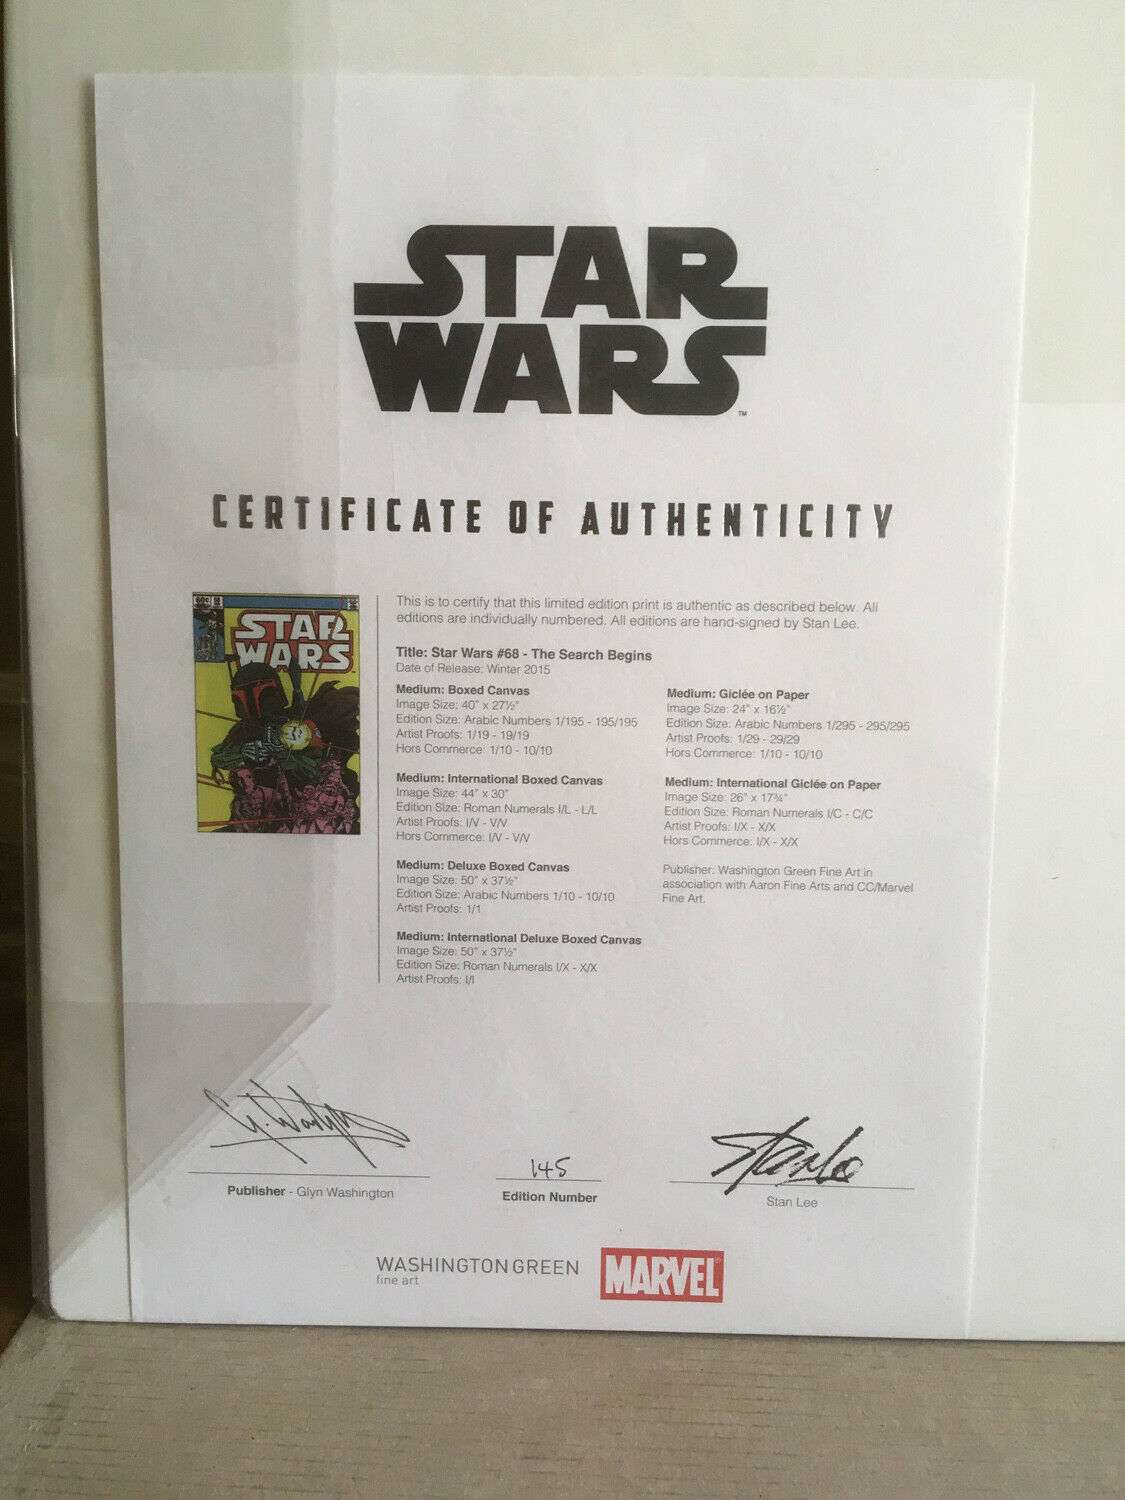 STAR
WARS
™
CERTIFICATE OF AUTHENTICITY
60¢ 68
STAR
WARS
This is to certify that this limited edition print is authentic as described below. All
editions are individually numbered. All editions are hand-signed by Stan Lee.
Title: Star Wars #68 - The Search Begins
Date of Release: Winter 2015
Medium: Boxed Canvas
Image Size: 40" x 27½"
Edition Size: Arabic Numbers 1/195 - 195/195
Artist Proofs: 1/19 - 19/19
Hors Commerce: 1/10 - 10/10
Medium: International Boxed Canvas
Image Size: 44" x 30"
Edition Size: Roman Numerals I/L - L/L
Artist Proofs: I/V - V/V
Hors Commerce: I/V - V/V
Medium: Deluxe Boxed Canvas
Image Size: 50" x 37½"
Edition Size: Arabic Numbers 1/10 - 10/10
Artist Proofs: 1/1
Medium: International Deluxe Boxed Canvas
Image Size: 50" x 37½"
Edition Size: Roman Numerals I/X - X/X
Artist Proofs: I/I
Medium: Giclée on Paper
Image Size: 24" x 16½"
Edition Size: Arabic Numbers 1/295 - 295/295
Artist Proofs: 1/29 - 29/29
Hors Commerce: 1/10 - 10/10
Medium: International Giclée on Paper
Image Size: 26" x 17¾"
Edition Size: Roman Numerals I/C - C/C
Artist Proofs: I/X - X/X
Hors Commerce: I/X - X/X
Publisher: Washington Green Fine Art in
association with Aaron Fine Arts and CC/Marvel
Fine Art.
145
Stan Lee
Publisher - Glyn Washington
Edition Number
Stan Lee
WASHINGTON GREEN
fine art
MARVEL